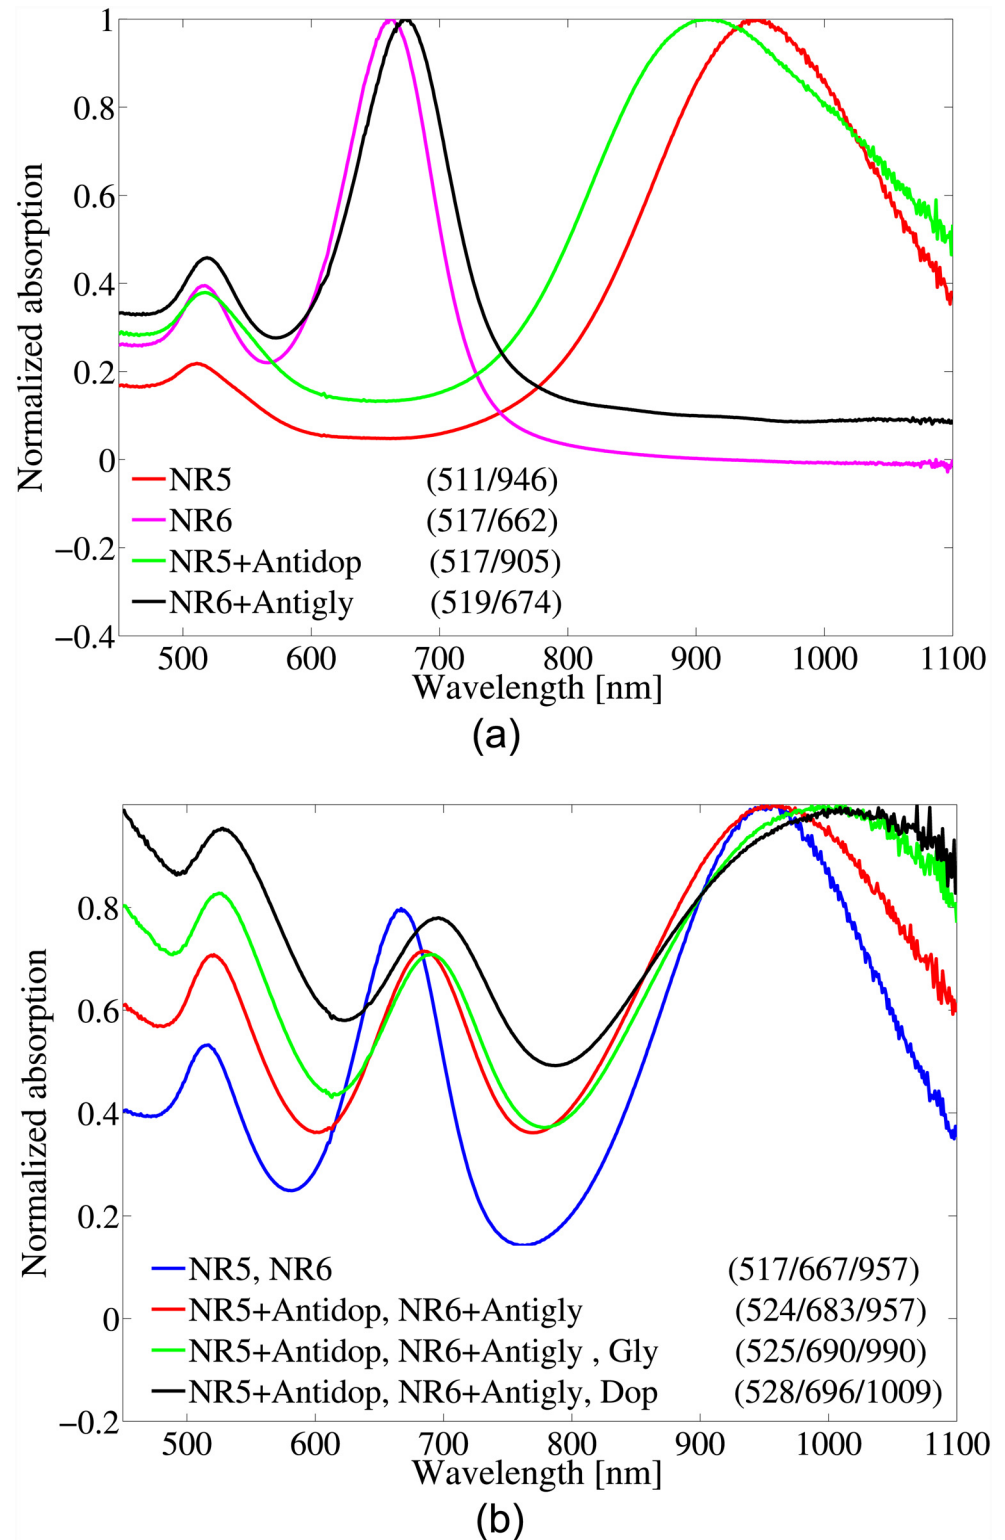 1
0.8
0.6
0.4
0.2
0
−0.2
−0.4
Normalized absorption
NR5 (511/946)
NR6 (517/662)
NR5+Antidop (517/905)
NR6+Antigly (519/674)
500 600 700 800 900 1000 1100
Wavelength [nm]
(a)
0.8
0.6
0.4
0.2
0
−0.2
Normalized absorption
NR5, NR6 (517/667/957)
NR5+Antidop, NR6+Antigly (524/683/957)
NR5+Antidop, NR6+Antigly , Gly (525/690/990)
NR5+Antidop, NR6+Antigly, Dop (528/696/1009)
500 600 700 800 900 1000 1100
Wavelength [nm]
(b)